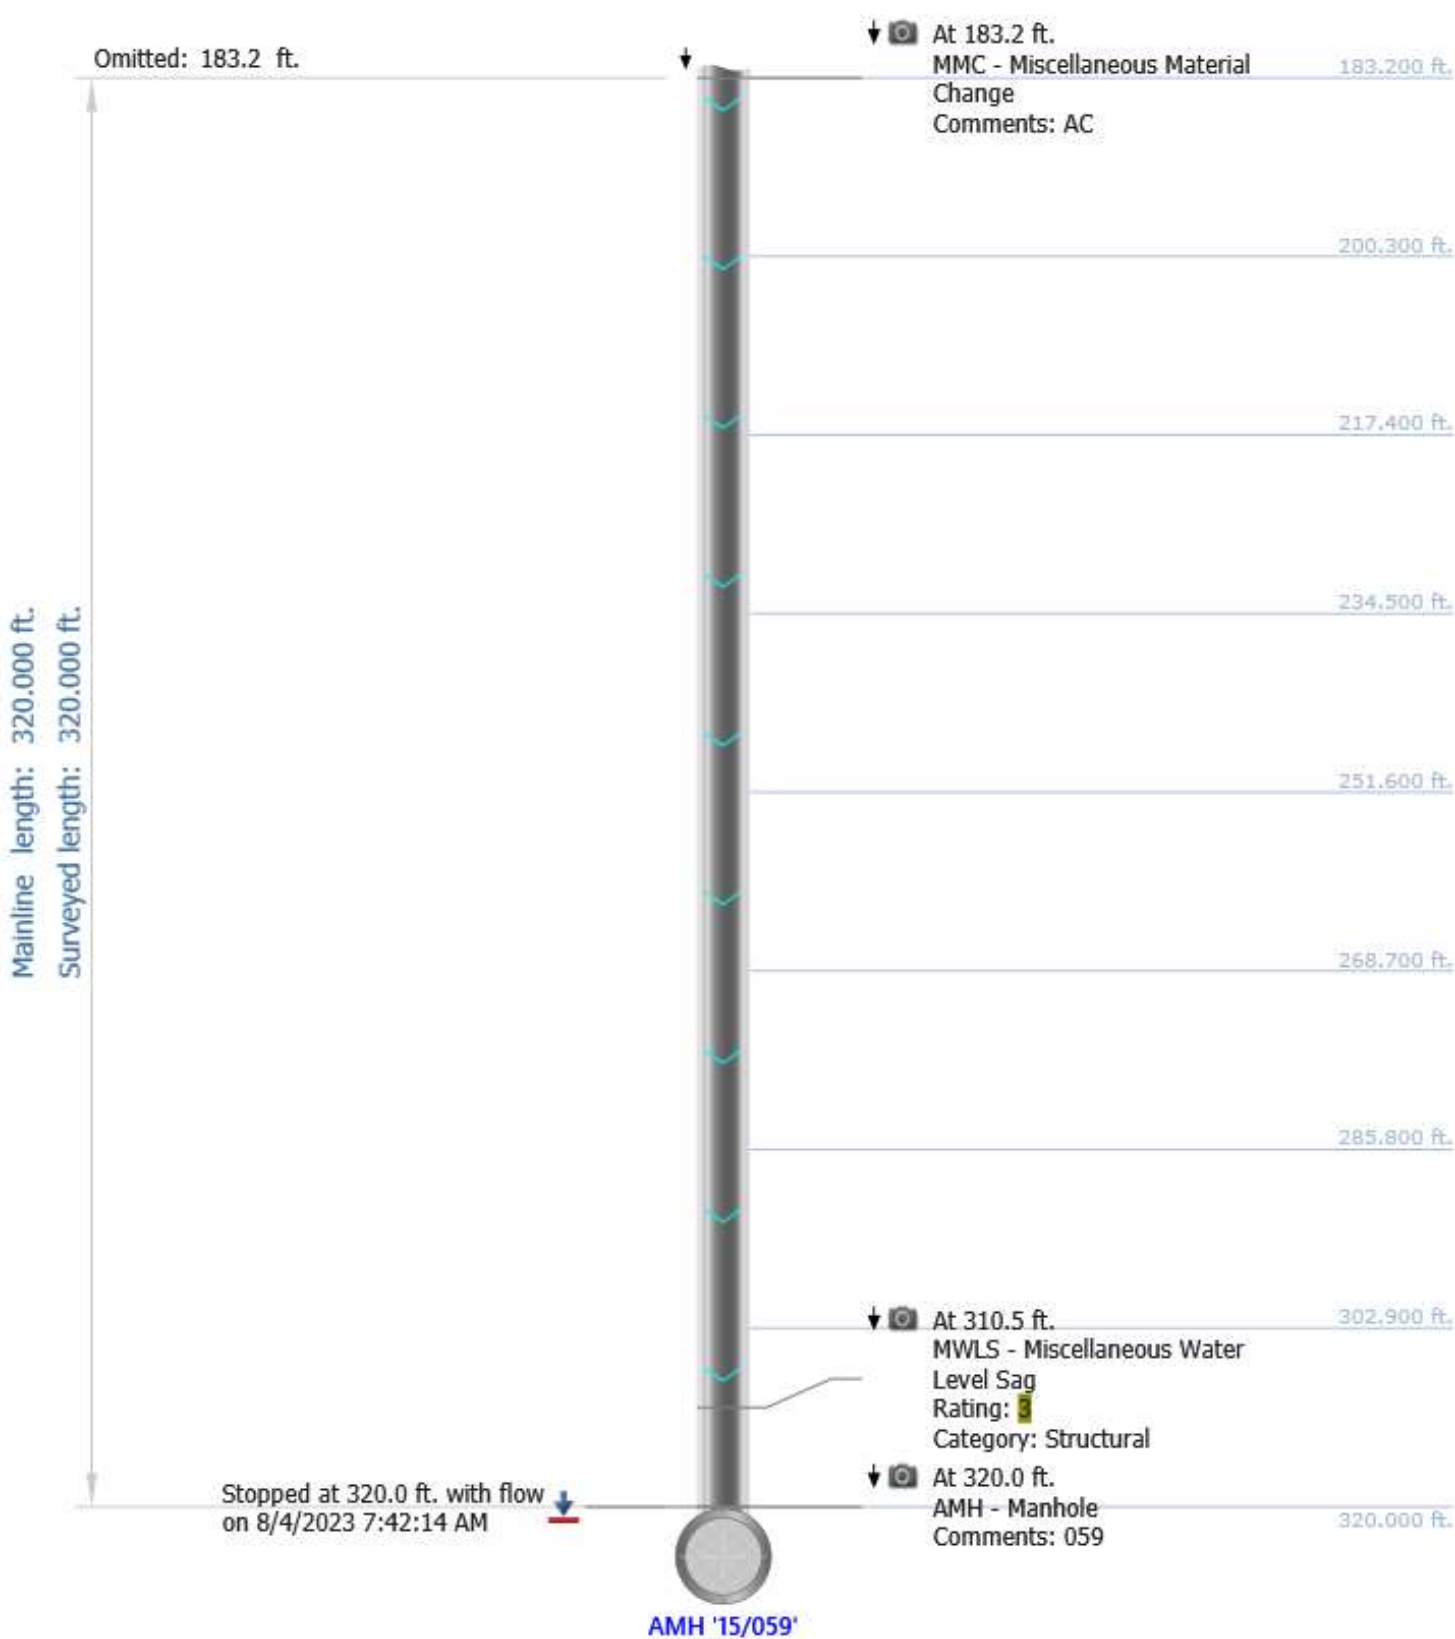 Omitted: 183.2 ft.
At 183.2 ft.
MMC - Miscellaneous Material
Change
Comments: AC
183.200 ft.
200.300 ft.
217.400 ft.
234.500 ft.
251.600 ft.
268.700 ft.
285.800 ft.
302.900 ft.
Mainline length: 320.000 ft.
Surveyed length: 320.000 ft.
At 310.5 ft.
MWLS - Miscellaneous Water
Level Sag
Rating: 3
Category: Structural
Stopped at 320.0 ft. with flow
on 8/4/2023 7:42:14 AM
At 320.0 ft.
AMH - Manhole
Comments: 059
320.000 ft.
AMH '15/059'